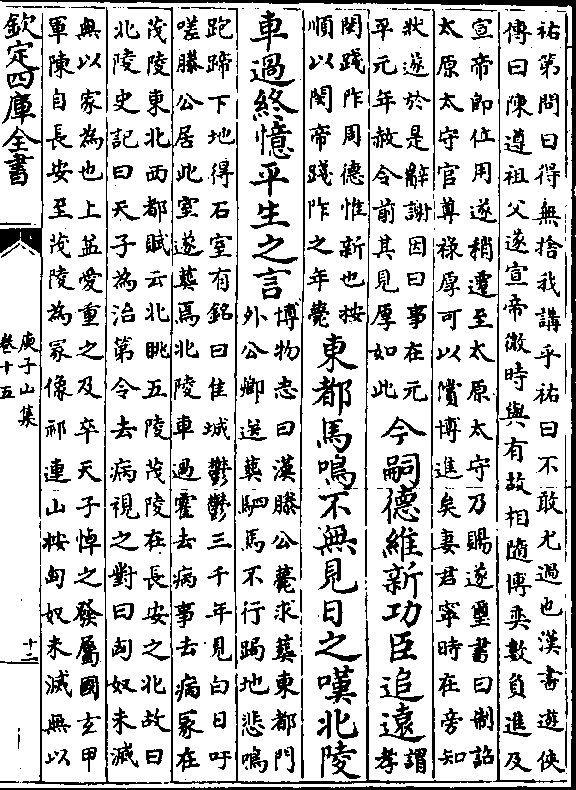 祐第問曰得無捨我講乎祐曰不敢尤過也漢書遊俠
傳曰陳遵祖父遂宣帝微時與有故相隨博奕數負進及
宣帝即位用遂稍遷至太原太守乃賜遂璽書曰制詔
太原太守官尊祿厚可以償博進矣妻君寧時在旁知
狀遂於是辭謝因曰事在元
平元年赦令前其見厚如此
今嗣德維新功臣追遠
謂孝
閔踐阼周德惟新也按
順以閔帝踐阼之年薨
東都馬鳴不無見日之嘆北陵
車過終憶平生之言
博物志曰漢滕公薨求葬東都門
外公卿送葬駟馬不行跼地悲鳴
跑蹄下地得石室有銘曰佳城鬱鬱三千年見白日吁
嗟滕公居此室遂葬焉北陵車過霍去病事去病冢在
茂陵東北西都賦云北眺五陵茂陵在長安之北故曰
北陵史記曰天子為治第令去病視之對曰匈奴未滅
無以家為也上益愛重之及卒天子悼之發屬國玄甲
軍陳自長安至茂陵為冢像祁連山按匈奴未滅無以
欽定四庫全書
庾子山集
卷十五
十二